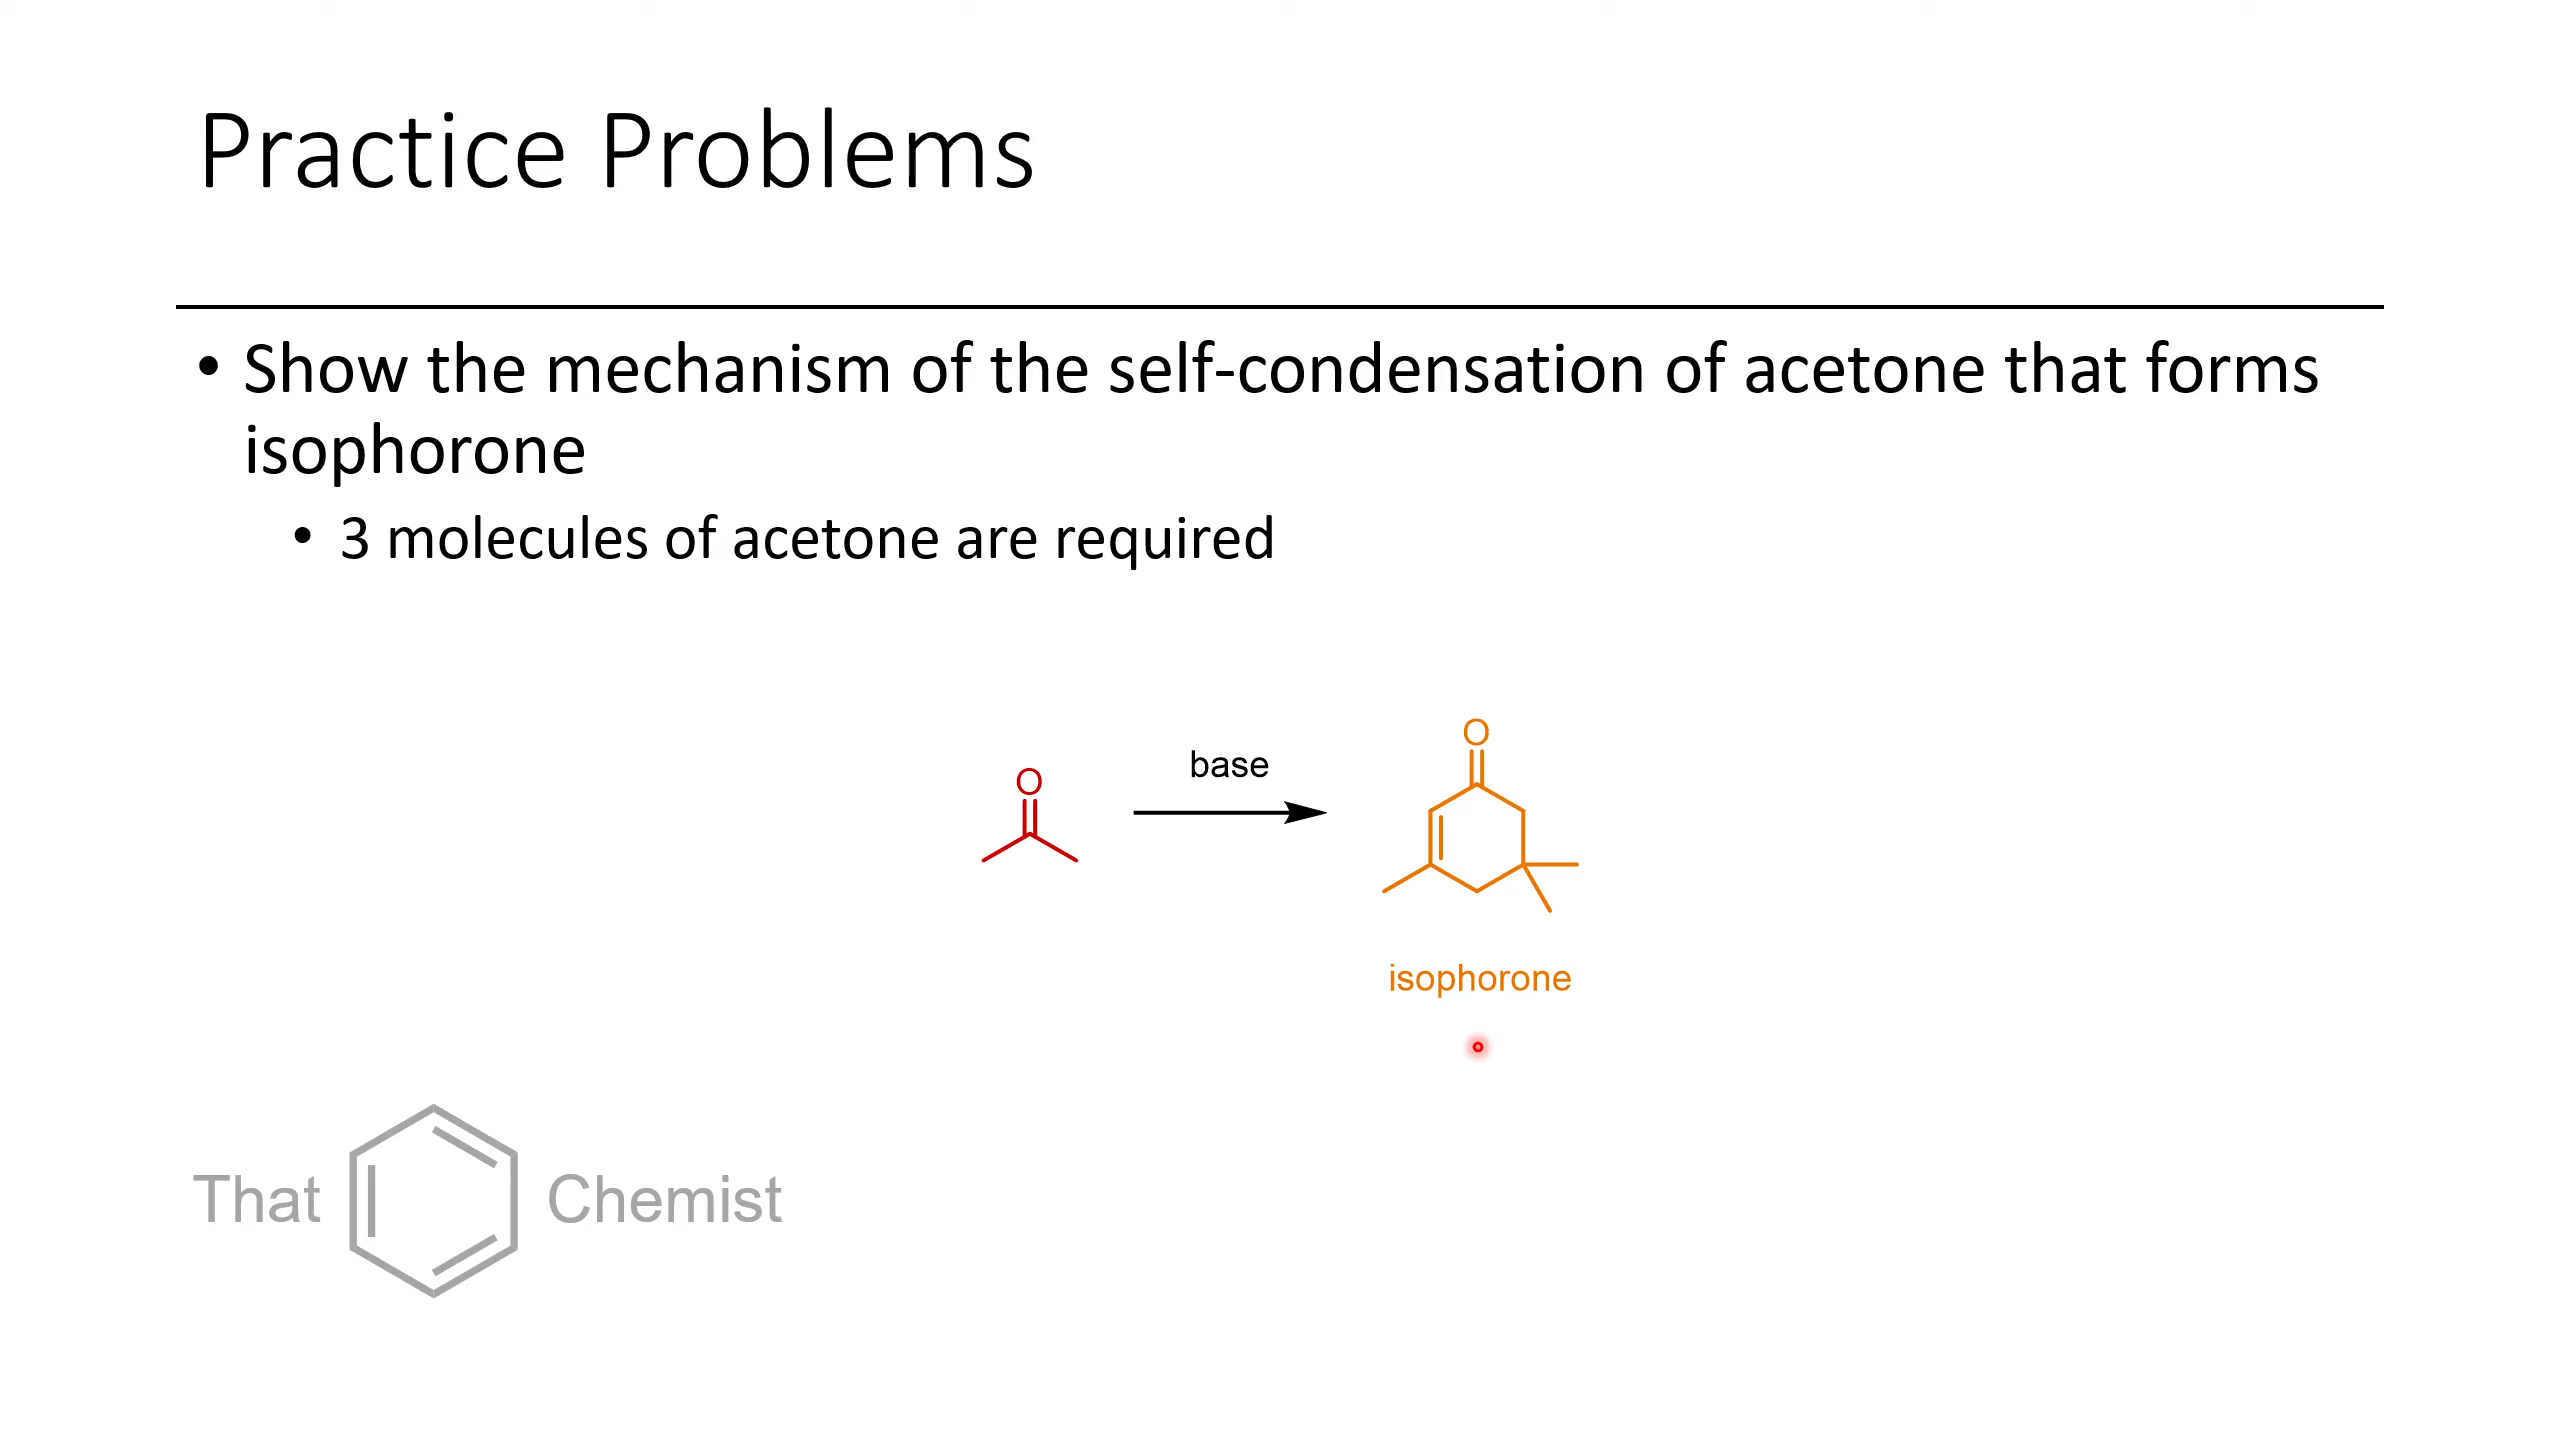 Practice Problems
• Show the mechanism of the self-condensation of acetone that forms
isophorone
• 3 molecules of acetone are required
O
base
O
isophorone
That Chemist